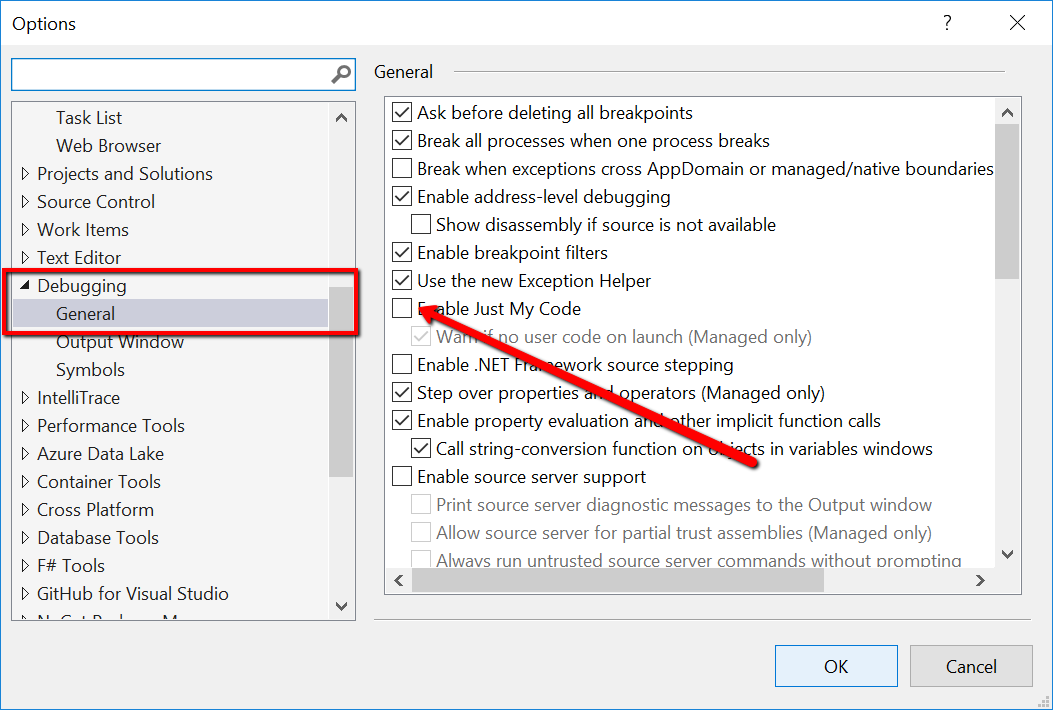 Options
?
General
Task List
Web Browser
Projects and Solutions
Source Control
Work Items
Text Editor
Debugging
General
Output Window
Symbols
IntelliTrace
Performance Tools
Azure Data Lake
Container Tools
Cross Platform
Database Tools
F# Tools
GitHub for Visual Studio
Ask before deleting all breakpoints
Break all processes when one process breaks
Break when exceptions cross AppDomain or managed/native boundaries
Enable address-level debugging
Show disassembly if source is not available
Enable breakpoint filters
Use the new Exception Helper
Enable Just My Code
Warn if no user code on launch (Managed only)
Enable .NET Framework source stepping
Step over properties and operators (Managed only)
Enable property evaluation and other implicit function calls
Call string-conversion function on objects in variables windows
Enable source server support
Print source server diagnostic messages to the Output window
Allow source server for partial trust assemblies (Managed only)
Always run untrusted source server commands without prompting
OK
Cancel